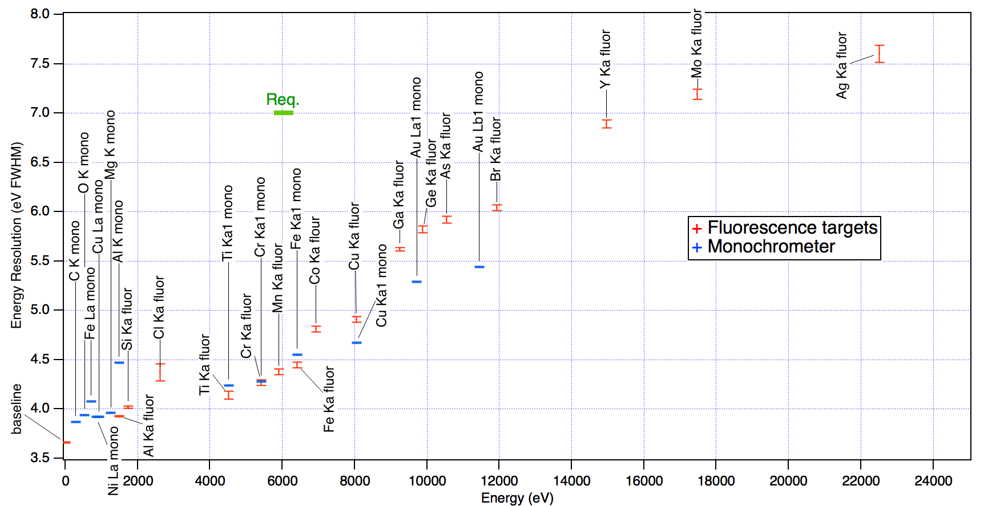 8.0
7.5
7.0
6.5
6.0
5.5
5.0
4.5
4.0
3.5
Energy Resolution (eV FWHM)
baseline
C K mono
O K mono
Fe La mono
Cu La mono
Ni La mono
Mg K mono
Al K mono
Si Ka fluor
Al Ka fluor
Cl Ka fluor
Ti Ka fluor
Ti Ka1 mono
Cr Ka fluor
Cr Ka1 mono
Mn Ka fluor
Req.
Fe Ka1 mono
Co Ka flour
Fe Ka fluor
Cu Ka fluor
Cu Ka1 mono
Ga Ka fluor
Au La1 mono
Ge Ka fluor
As Ka fluor
Au Lb1 mono
Br Ka fluor
Y Ka fluor
Mo Ka fluor
Ag Ka fluor
+ Fluorescence targets
+ Monochrometer
0 2000 4000 6000 8000 10000 12000 14000 16000 18000 20000 22000 24000
Energy (eV)